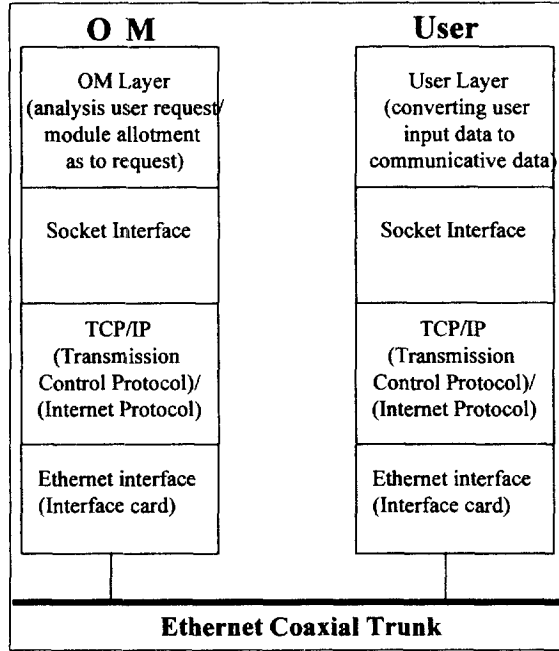 O M
OM Layer
(analysis user request/
module allotment
as to request)
Socket Interface
TCP/IP
(Transmission
Control Protocol)/
(Internet Protocol)
Ethernet interface
(Interface card)
User
User Layer
(converting user
input data to
communicative data)
Socket Interface
TCP/IP
(Transmission
Control Protocol)/
(Internet Protocol)
Ethernet interface
(Interface card)
Ethernet Coaxial Trunk